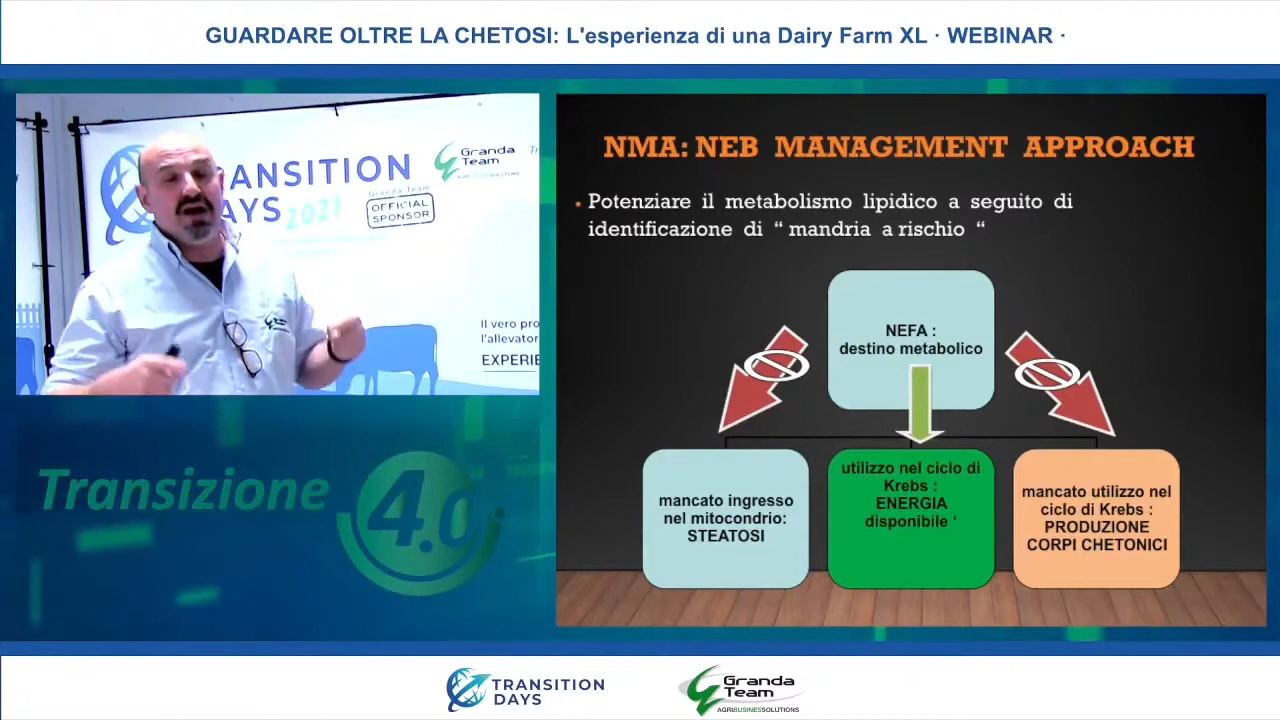 GUARDARE OLTRE LA CHETOSI: L'esperienza di una Dairy Farm XL · WEBINAR ·
TRANSITION
DAYS 2021
Granda Team
OFFICIAL
SPONSOR
Granda
Team
AGRIBUSINESSOLUTIONS
Il vero pro
l'allevator
EXPERIE
Transizione 4.0
NMA: NEB MANAGEMENT APPROACH
• Potenziare il metabolismo lipidico a seguito di
identificazione di “ mandria a rischio “
NEFA :
destino metabolico
mancato ingresso
nel mitocondrio:
STEATOSI
utilizzo nel ciclo di
Krebs :
ENERGIA
disponibile '
mancato utilizzo nel
ciclo di Krebs :
PRODUZIONE
CORPI CHETONICI
TRANSITION
DAYS
Granda
Team
AGRIBUSINESSOLUTIONS